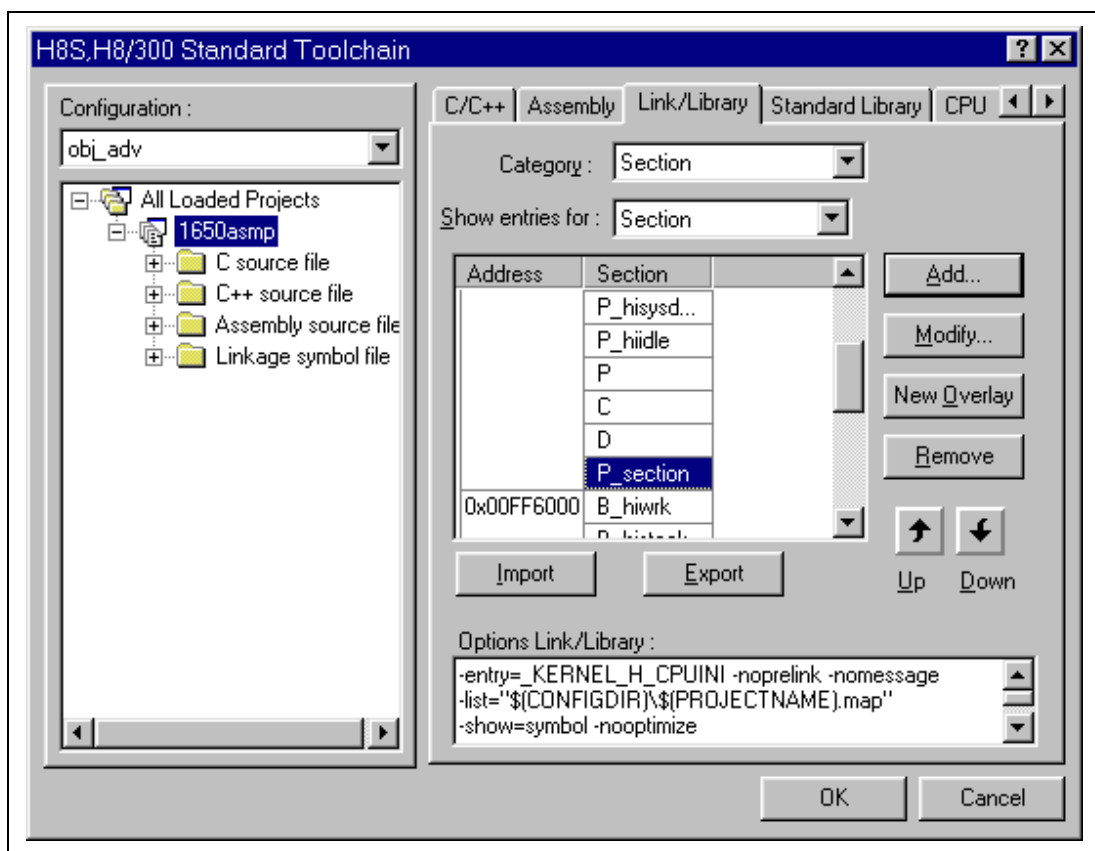 H8S,H8/300 Standard Toolchain
Configuration :
obj_adv
All Loaded Projects
1650asmp
C source file
C++ source file
Assembly source file
Linkage symbol file
C/C++ Assembly Link/Library Standard Library CPU
Category : Section
Show entries for : Section
Address Section
P_hisysd...
P_hiidle
P
C
D
P_section
0x00FF6000 B_hiwrk
Add...
Modify...
New Overlay
Remove
Up Down
Import Export
Options Link/Library :
-entry=_KERNEL_H_CPUINI -noprelink -nomessage
-list="$(CONFIGDIR)\$(PROJECTNAME).map"
-show=symbol -nooptimize
OK Cancel